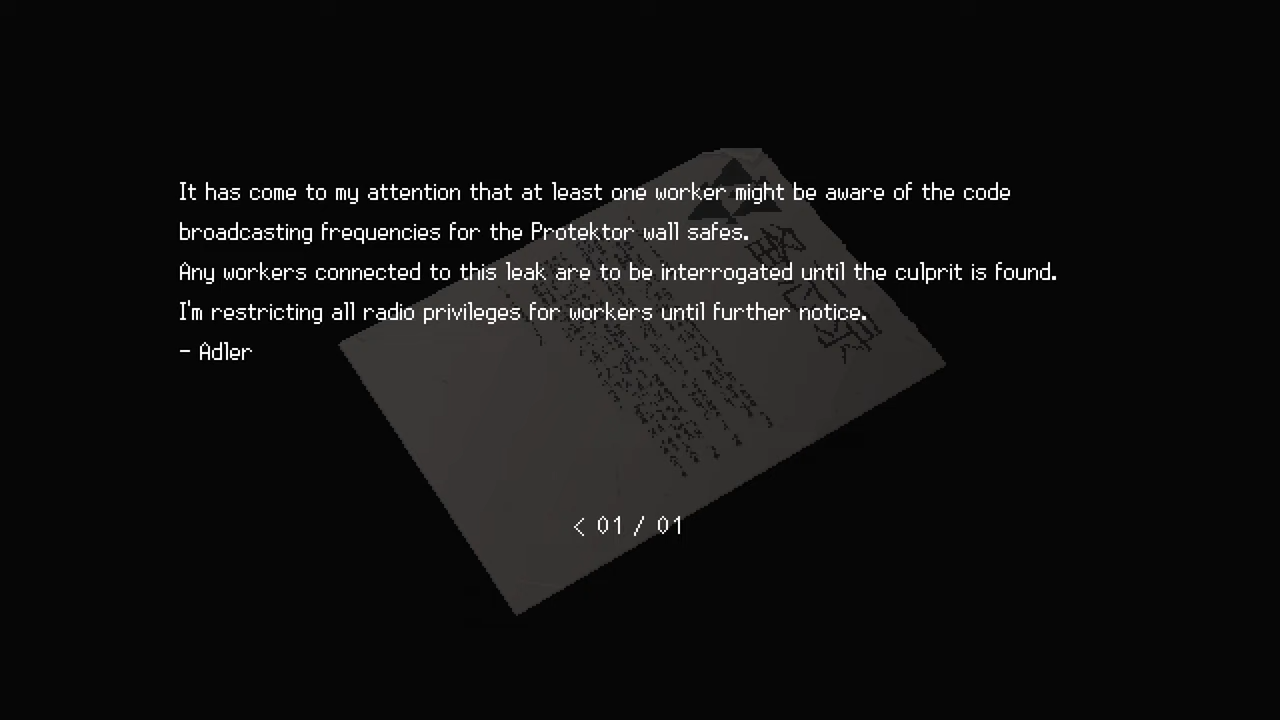 It has come to my attention that at least one worker might be aware of the code
broadcasting frequencies for the Protektor wall safes.
Any workers connected to this leak are to be interrogated until the culprit is found.
I'm restricting all radio privileges for workers until further notice.
- Adler
< 01 / 01